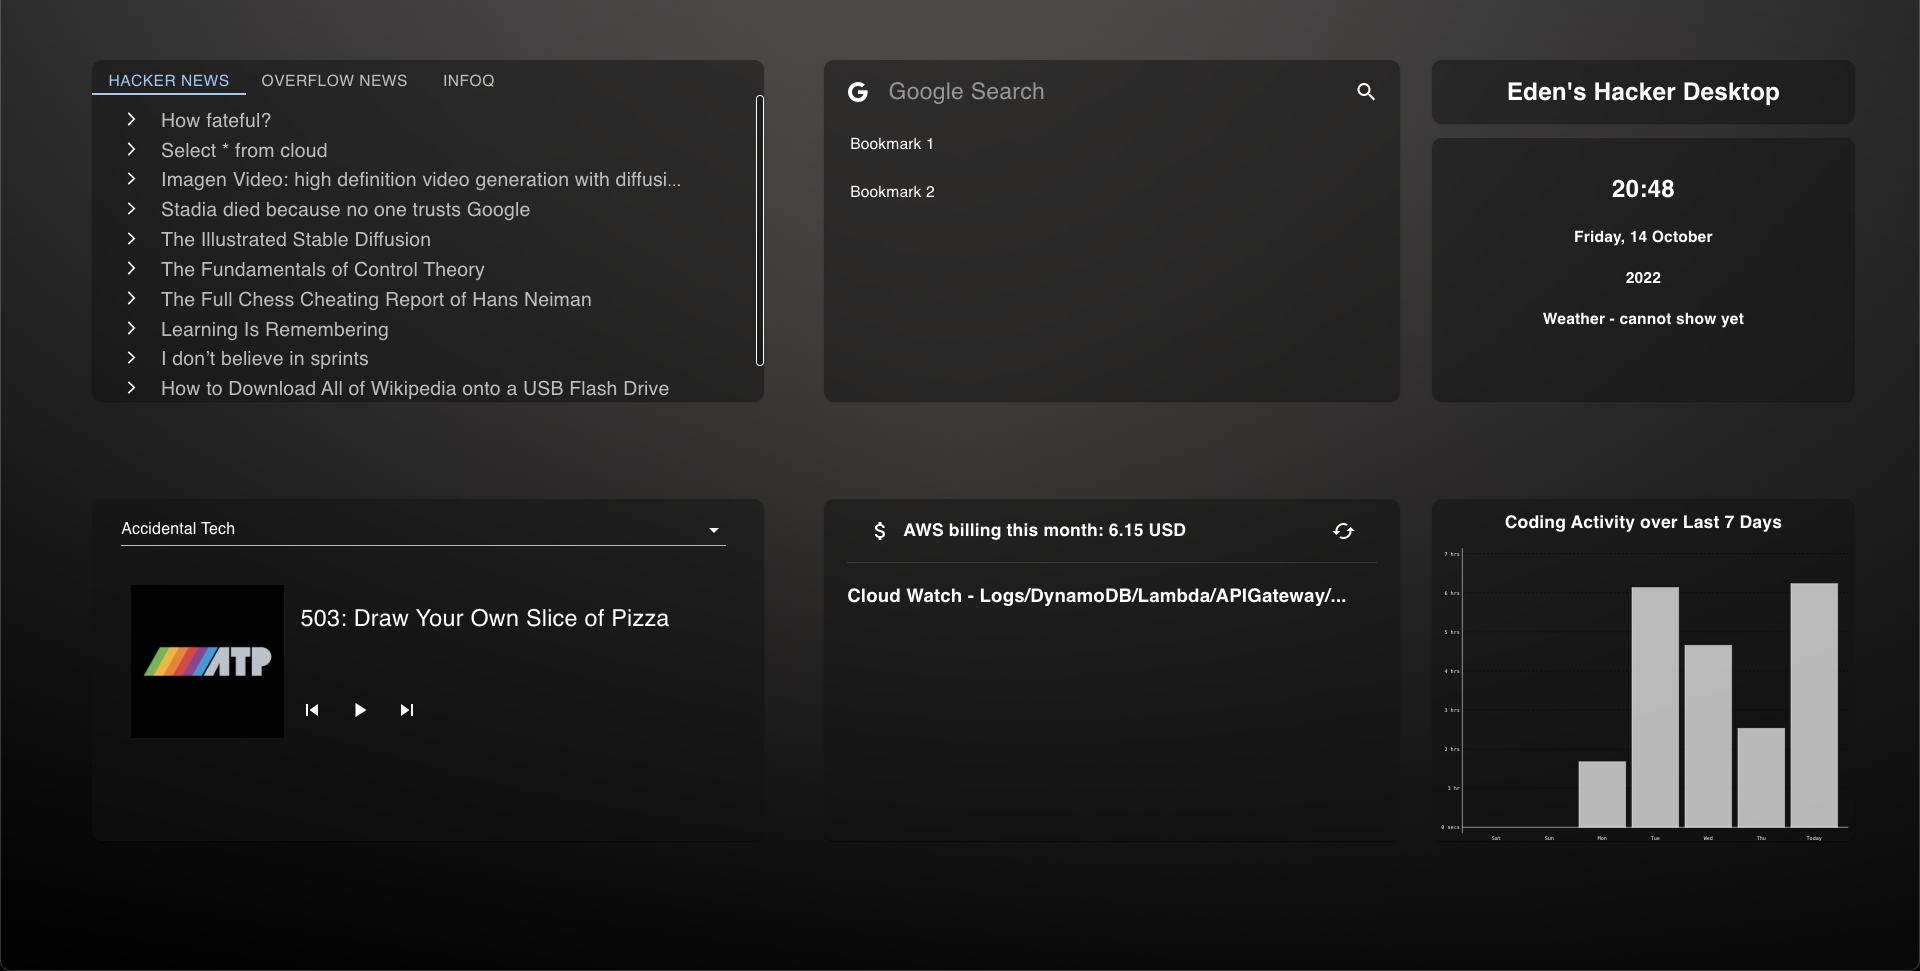 HACKER NEWS OVERFLOW NEWS INFOQ
How fateful?
Select * from cloud
Imagen Video: high definition video generation with diffusi...
Stadia died because no one trusts Google
The Illustrated Stable Diffusion
The Fundamentals of Control Theory
The Full Chess Cheating Report of Hans Neiman
Learning Is Remembering
I don’t believe in sprints
How to Download All of Wikipedia onto a USB Flash Drive
G Google Search
Bookmark 1
Bookmark 2
Eden's Hacker Desktop
20:48
Friday, 14 October
2022
Weather - cannot show yet
Accidental Tech
ATP
503: Draw Your Own Slice of Pizza
$ AWS billing this month: 6.15 USD
Cloud Watch - Logs/DynamoDB/Lambda/APIGateway/...
Coding Activity over Last 7 Days
7 hrs
6 hrs
5 hrs
4 hrs
3 hrs
2 hrs
1 hr
0 secs
Sat Sun Mon Tue Wed Thu Today